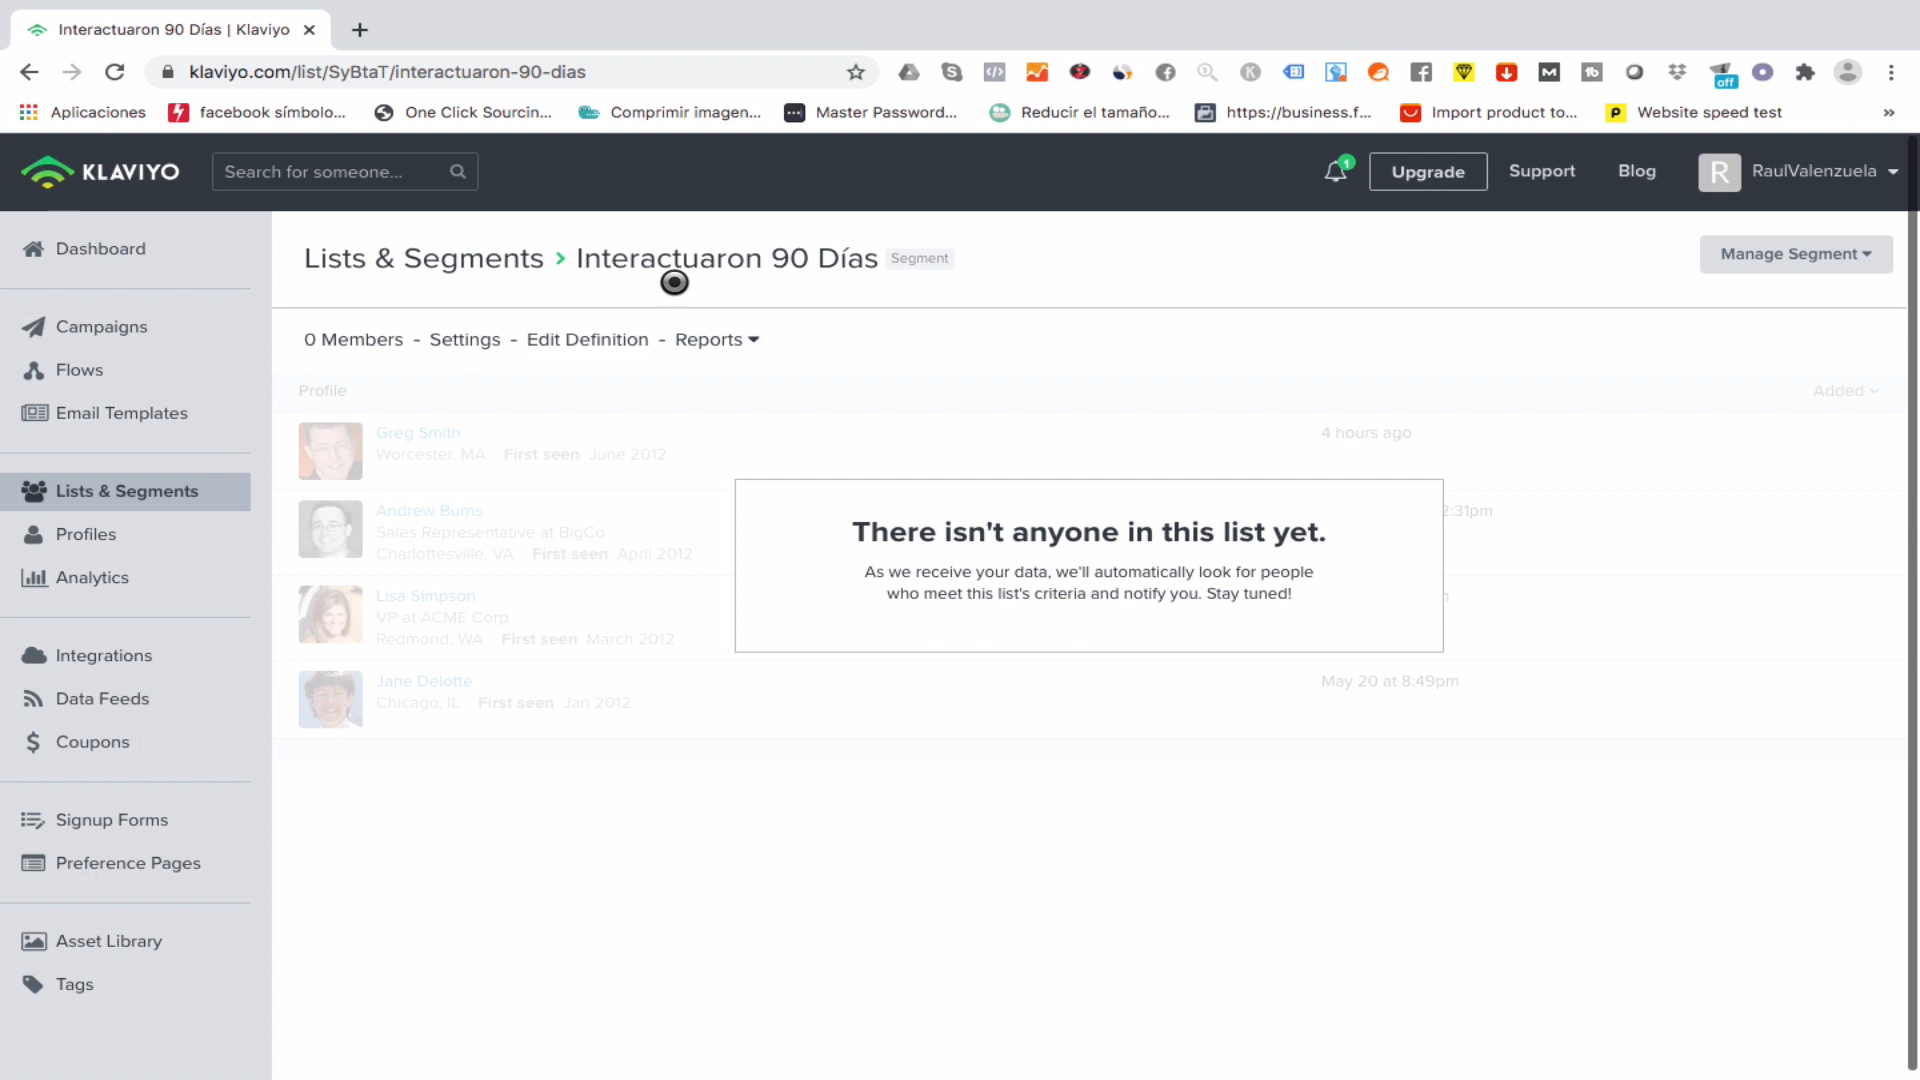 Interactuaron 90 Días | Klaviyo
klaviyo.com/list/SyBtaT/interactuaron-90-dias
off
Aplicaciones facebook símbolo... One Click Sourcin... Comprimir imagen... Master Password... Reducir el tamaño... https://business.f... Import product to... Website speed test
KLAVIYO Search for someone... 1 Upgrade Support Blog R RaulValenzuela
Dashboard
Campaigns
Flows
Email Templates
Lists & Segments
Profiles
Analytics
Integrations
Data Feeds
Coupons
Signup Forms
Preference Pages
Asset Library
Tags
Lists & Segments > Interactuaron 90 Días Segment Manage Segment
0 Members - Settings - Edit Definition - Reports
Profile Added
Greg Smith 4 hours ago
Worcester, MA First seen June 2012
Andrew Burns 2:31pm
Sales Representative at BigCo
Charlottesville, VA First seen April 2012
Lisa Simpson
VP at ACME Corp
Redmond, WA First seen March 2012
Jane Delotte May 20 at 8:49pm
Chicago, IL First seen Jan 2012
There isn't anyone in this list yet.
As we receive your data, we'll automatically look for people
who meet this list's criteria and notify you. Stay tuned!